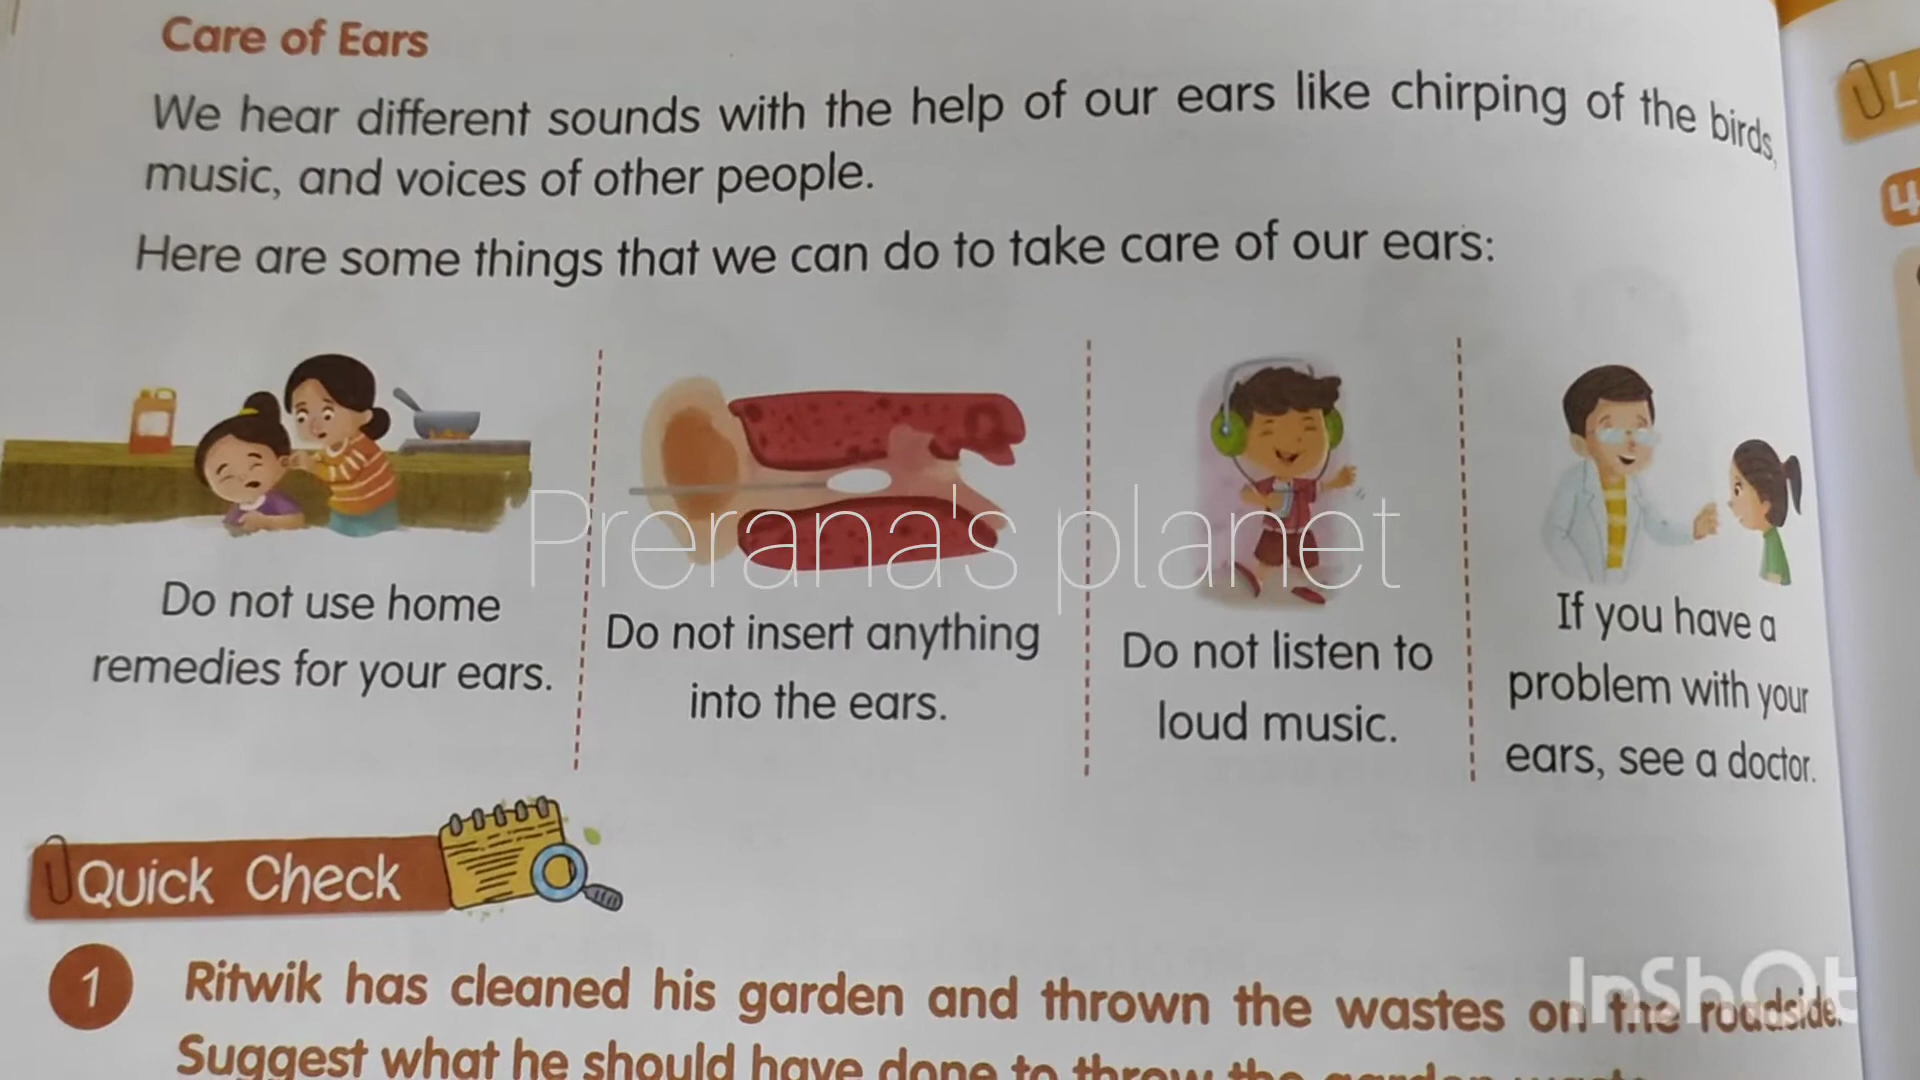 Care of Ears
We hear different sounds with the help of our ears like chirping of the birds,
music, and voices of other people.
Here are some things that we can do to take care of our ears:
Do not use home
remedies for your ears.
Do not insert anything
into the ears.
Do not listen to
loud music.
If you have a
problem with your
ears, see a doctor.
Prerana's planet
Quick Check
1 Ritwik has cleaned his garden and thrown the wastes on the roadside.
Suggest what he should have done to throw the garden
InShOt
4